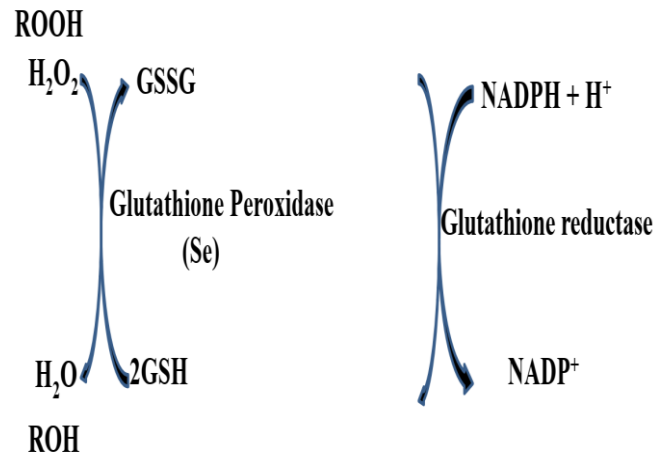 ROOH
H₂O₂
GSSG
NADPH + H⁺
Glutathione Peroxidase
(Se)
Glutathione reductase
H₂O
2GSH
NADP⁺
ROH